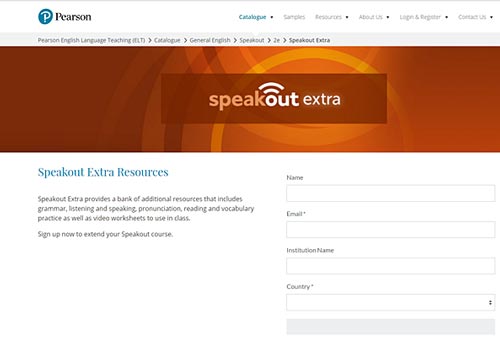 Pearson
Catalogue Samples Resources About Us Login & Register Contact Us
Pearson English Language Teaching (ELT) > Catalogue > General English > Speakout > 2e > Speakout Extra
speakout extra
Speakout Extra Resources
Speakout Extra provides a bank of additional resources that includes
grammar, listening and speaking, pronunciation, reading and vocabulary
practice as well as video worksheets to use in class.
Sign up now to extend your Speakout course.
Name
Email *
Institution Name
Country *